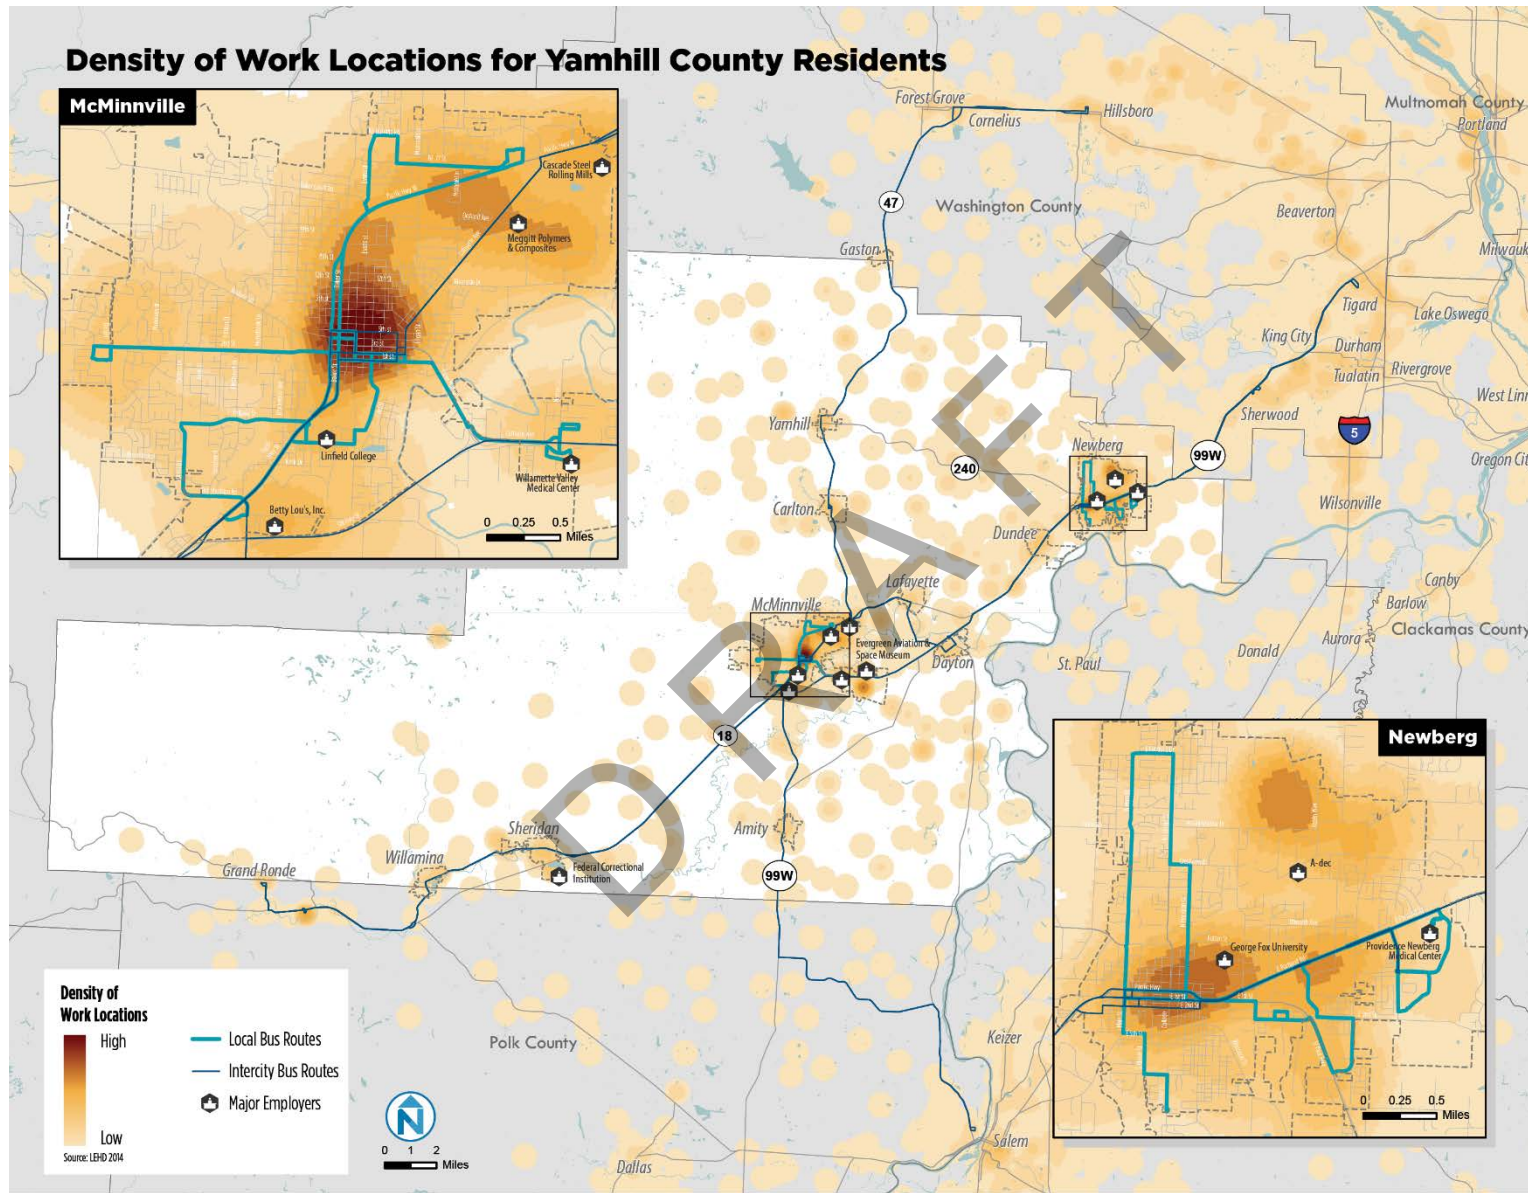 Density of Work Locations for Yamhill County Residents
McMinnville
Cascade Steel
Rolling Mills
Meggitt Polymers
& Composites
Linfield College
Willamette Valley
Medical Center
Betty Lou's, Inc.
0 0.25 0.5
Miles
Forest Grove
Cornelius
Hillsboro
Multnomah County
Portland
47
Washington County
Beaverton
Gaston
Milwauk
Tigard
Lake Oswego
King City
Durham
Tualatin
Rivergrove
West Linn
Sherwood
5
Yamhill
240
Newberg
99W
Oregon Cit
Wilsonville
Carlton
Dundee
Lafayette
Canby
McMinnville
Barlow
Clackamas County
Evergreen Aviation &
Space Museum
Aurora
Donald
Dayton
St. Paul
18
DRAFT
Sheridan
Amity
Willamina
Grand Ronde
Federal Correctional
Institution
99W
Polk County
Keizer
Salem
Dallas
Newberg
A-dec
George Fox University
Providence Newberg
Medical Center
E 1st St
E 2nd St
0 0.25 0.5
Miles
Density of
Work Locations
High
Low
Local Bus Routes
Intercity Bus Routes
Major Employers
Source: LEHD 2014
N
0 1 2
Miles